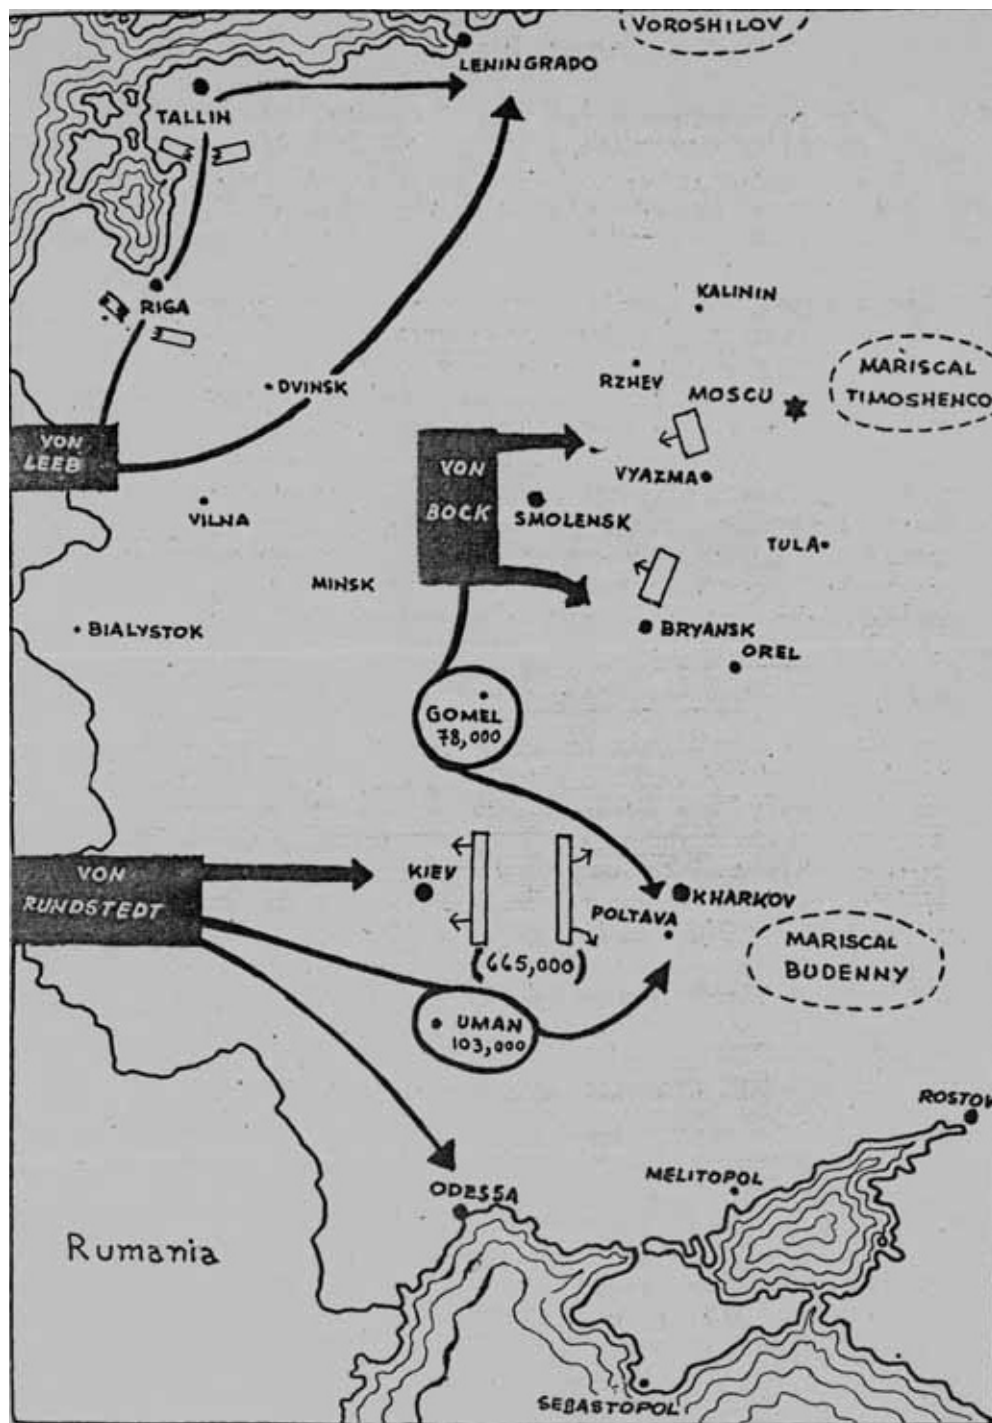 VOROSHILOV
LENINGRADO
TALLIN
RIGA
KALININ
RZHEV
MOSCU
MARISCAL
TIMOSHENCO
DVINSK
VON
LEEB
VON
BOCK
VYAZMA
SMOLENSK
VILNA
TULA
MINSK
BIALYSTOK
BRYANSK
OREL
GOMEL
78,000
VON
RUNDSTEDT
KIEV
KHARKOV
POLTAVA
(665,000)
MARISCAL
BUDENNY
UMAN
103,000
ROSTOV
MELITOPOL
ODESSA
Rumania
SEBASTOPOL